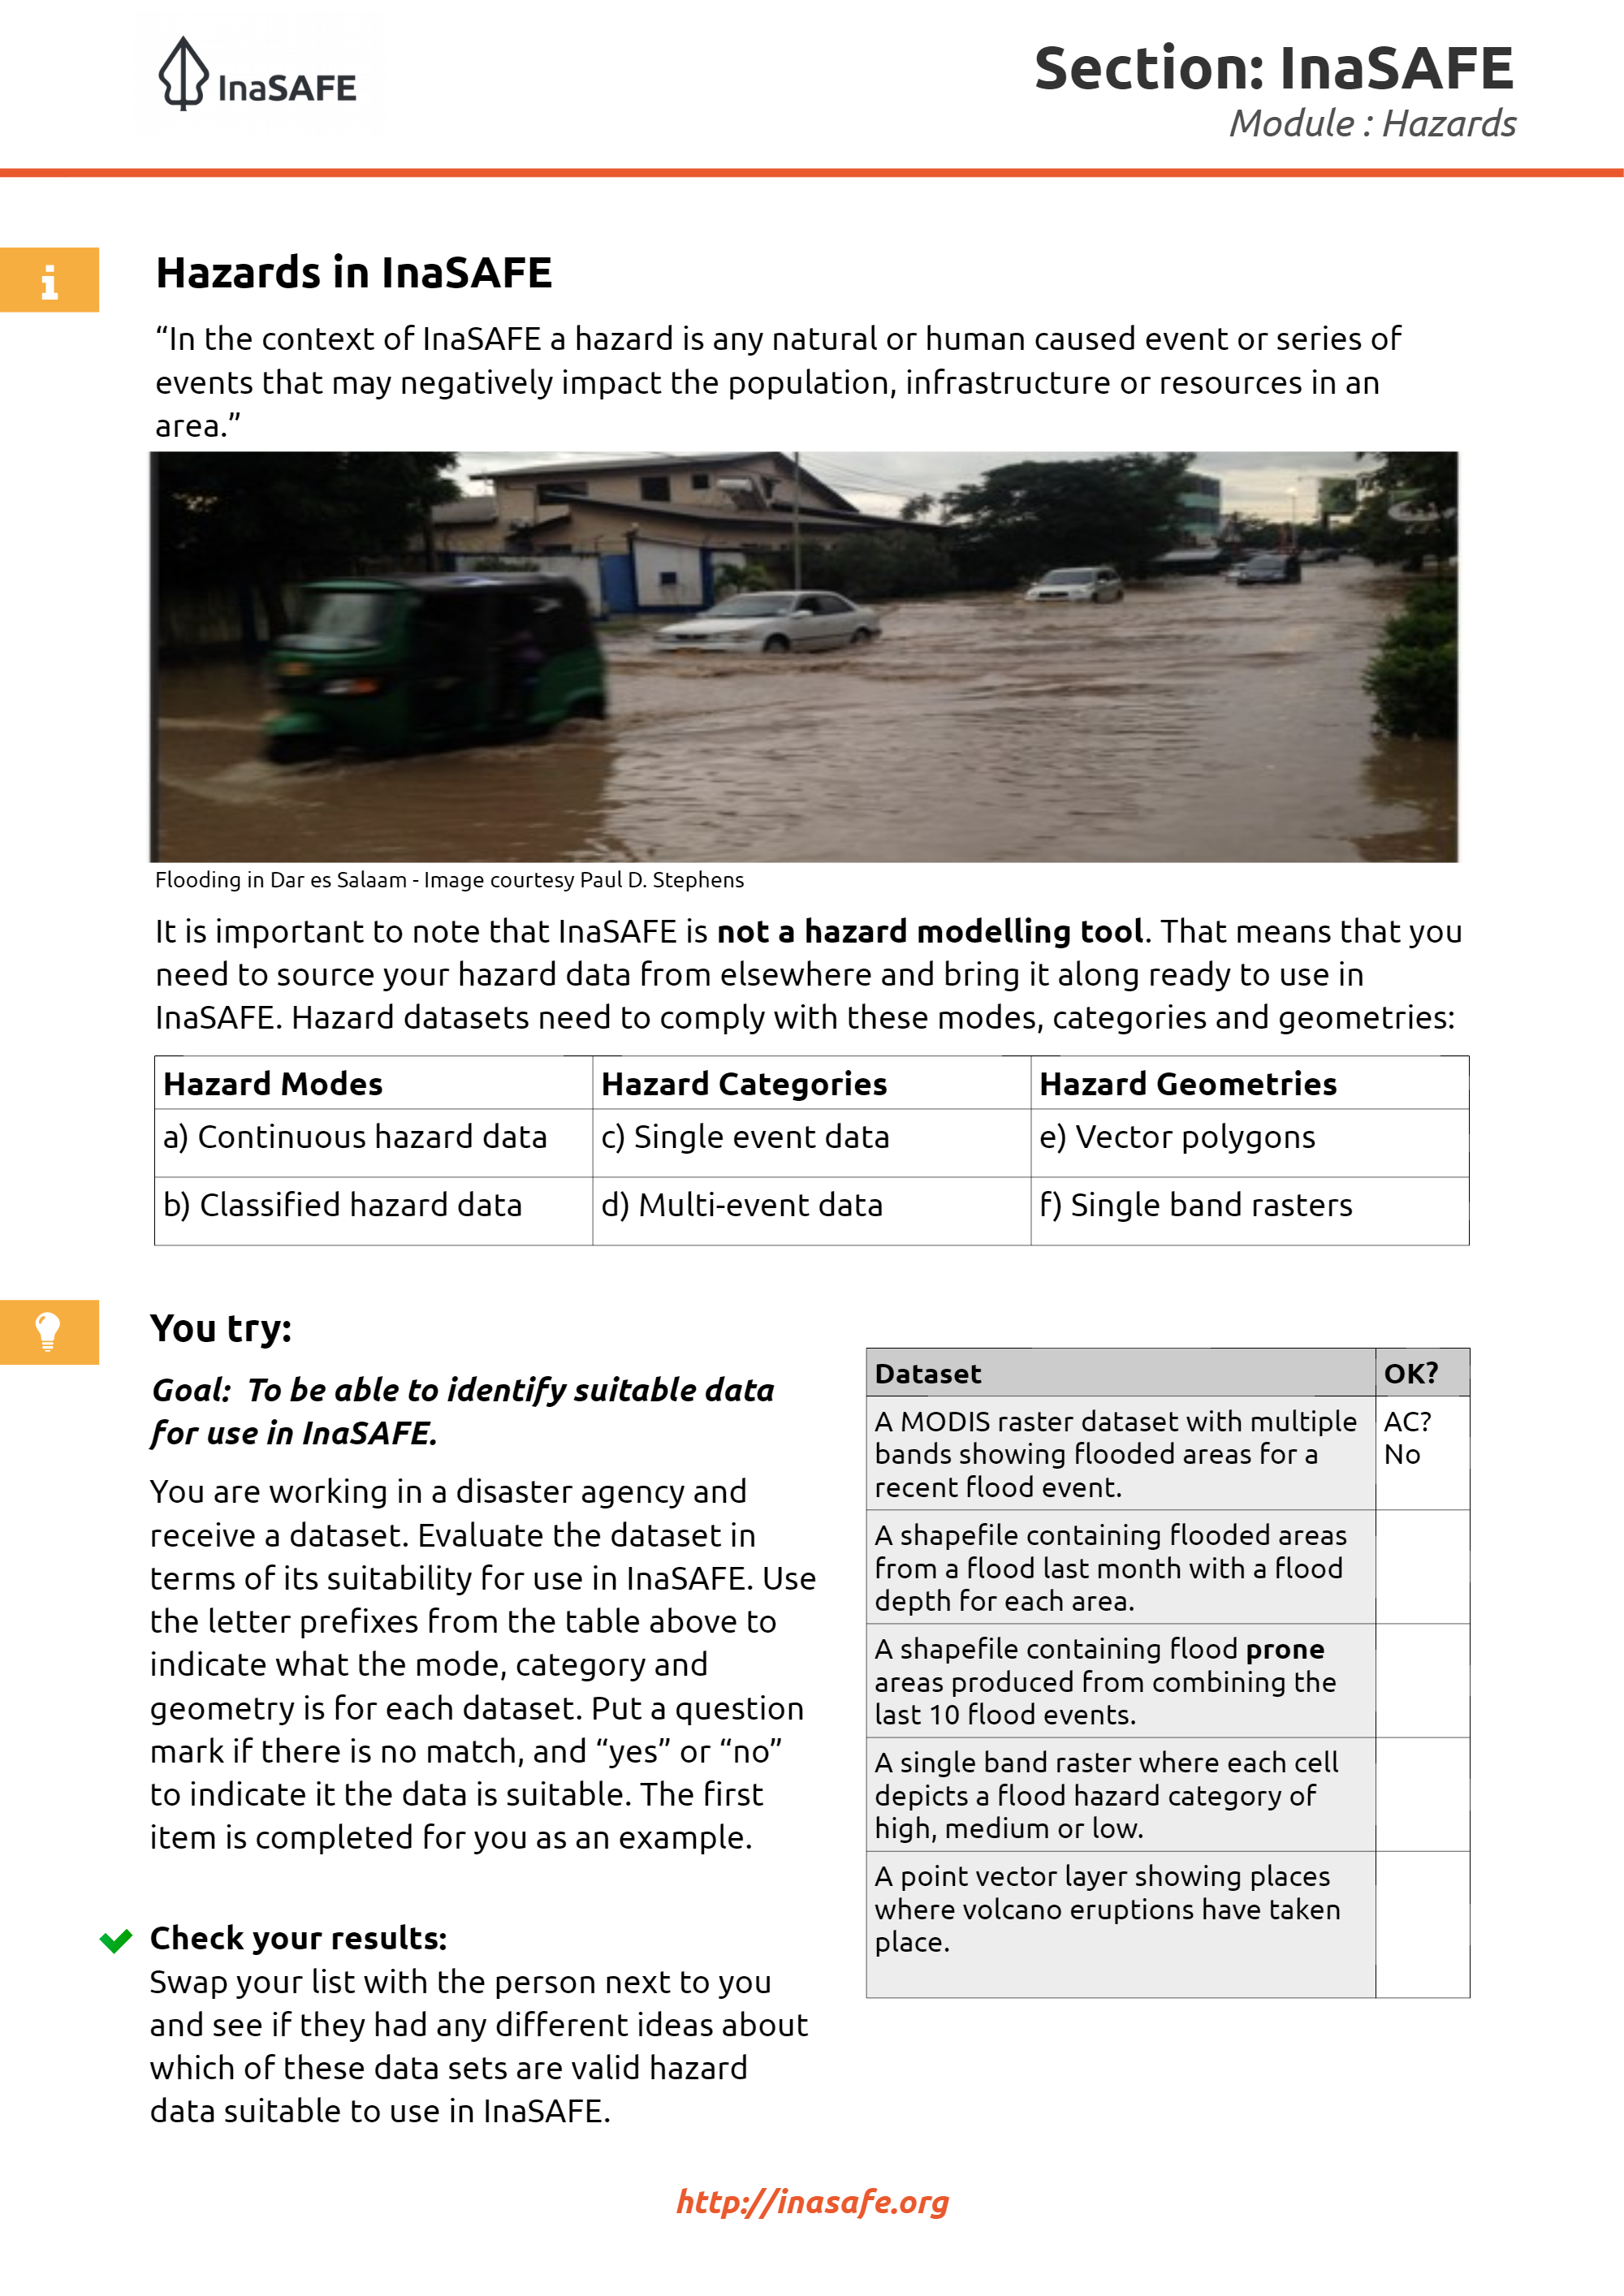 InaSAFE
Section: InaSAFE
Module : Hazards
Hazards in InaSAFE
“In the context of InaSAFE a hazard is any natural or human caused event or series of
events that may negatively impact the population, infrastructure or resources in an
area.”
Flooding in Dar es Salaam - Image courtesy Paul D. Stephens
It is important to note that InaSAFE is not a hazard modelling tool. That means that you
need to source your hazard data from elsewhere and bring it along ready to use in
InaSAFE. Hazard datasets need to comply with these modes, categories and geometries:
Hazard Modes Hazard Categories Hazard Geometries
a) Continuous hazard data c) Single event data e) Vector polygons
b) Classified hazard data d) Multi-event data f) Single band rasters
You try:
Goal: To be able to identify suitable data
for use in InaSAFE.
You are working in a disaster agency and
receive a dataset. Evaluate the dataset in
terms of its suitability for use in InaSAFE. Use
the letter prefixes from the table above to
indicate what the mode, category and
geometry is for each dataset. Put a question
mark if there is no match, and “yes” or “no”
to indicate it the data is suitable. The first
item is completed for you as an example.
Check your results:
Swap your list with the person next to you
and see if they had any different ideas about
which of these data sets are valid hazard
data suitable to use in InaSAFE.
Dataset OK?
A MODIS raster dataset with multiple AC?
bands showing flooded areas for a No
recent flood event.
A shapefile containing flooded areas
from a flood last month with a flood
depth for each area.
A shapefile containing flood prone
areas produced from combining the
last 10 flood events.
A single band raster where each cell
depicts a flood hazard category of
high, medium or low.
A point vector layer showing places
where volcano eruptions have taken
place.
http://inasafe.org